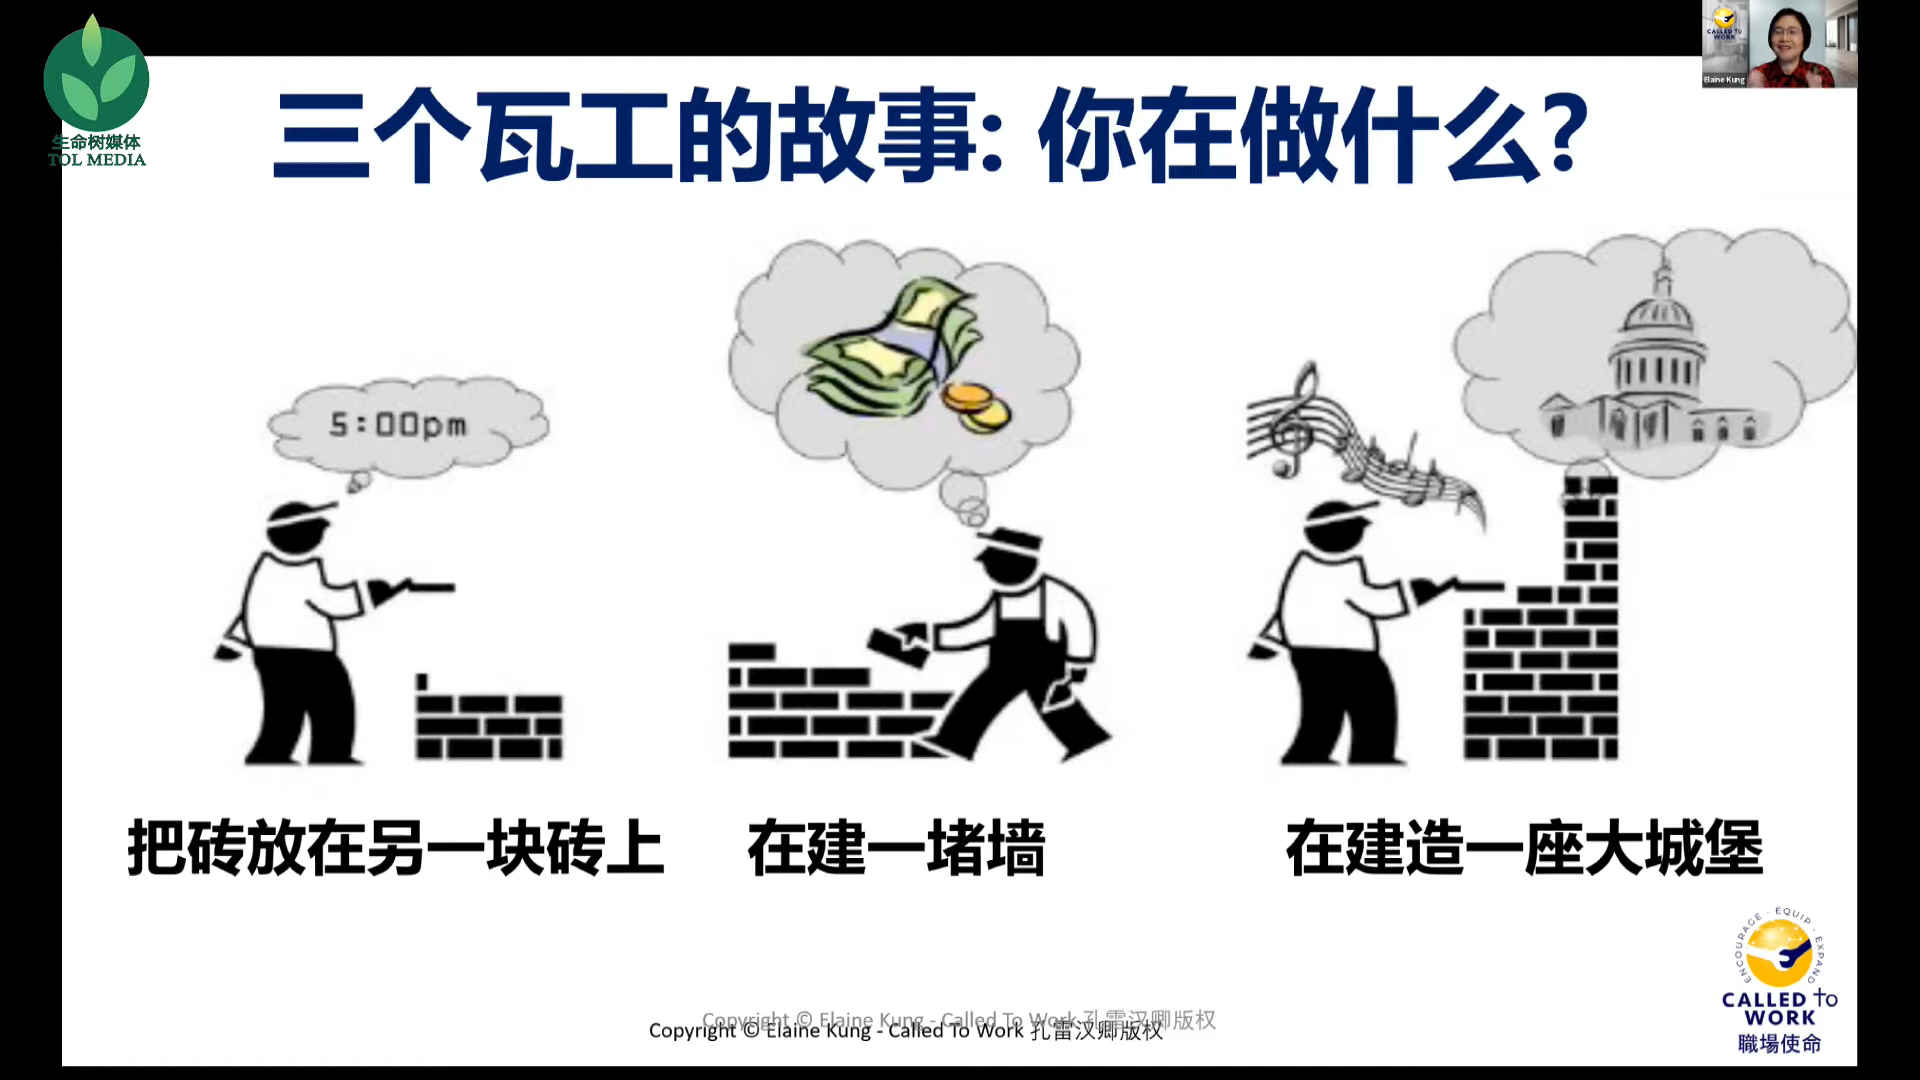 生命树媒体
TOL MEDIA
CALLED TO
WORK
Elaine Kung
三个瓦工的故事: 你在做什么?
5:00pm
把砖放在另一块砖上
在建一堵墙
在建造一座大城堡
Copyright © Elaine Kung - Called To Work 孔雷汉卿版权
Copyright © Elaine Kung - Called To Work 孔雷汉卿版权
ENCOURAGE · EQUIP · EXPAND
CALLED TO
WORK
職場使命